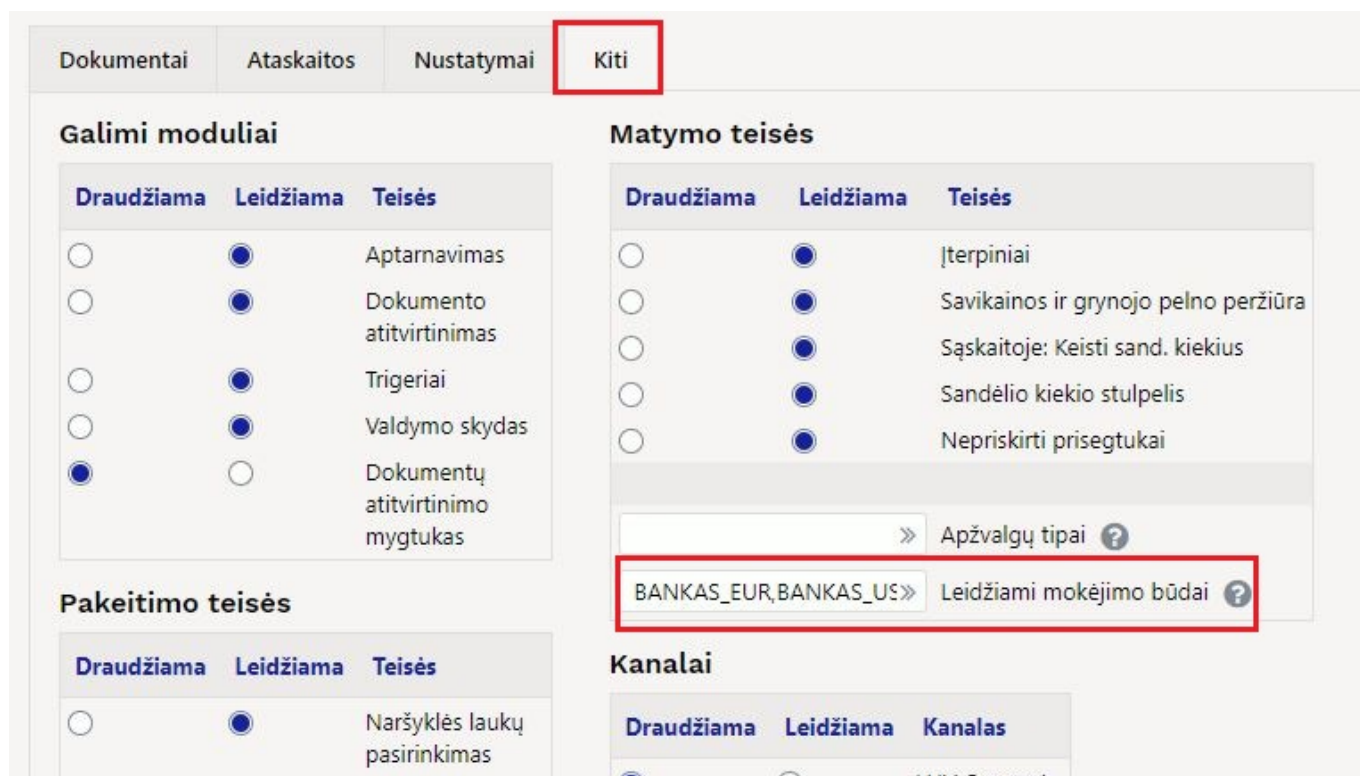 Dokumentai Ataskaitos Nustatymai Kiti
Galimi moduliai
Draudžiama Leidžiama Teisės
Aptarnavimas
Dokumento
atitvirtinimas
Trigeriai
Valdymo skydas
Dokumentų
atitvirtinimo
mygtukas
Pakeitimo teisės
Draudžiama Leidžiama Teisės
Naršyklės laukų
pasirinkimas
Matymo teisės
Draudžiama Leidžiama Teisės
Įterpiniai
Savikainos ir grynojo pelno peržiūra
Sąskaitoje: Keisti sand. kiekius
Sandėlio kiekio stulpelis
Nepriskirti prisegtukai
» Apžvalgų tipai ?
BANKAS_EUR,BANKAS_US» Leidžiami mokėjimo būdai ?
Kanalai
Draudžiama Leidžiama Kanalas